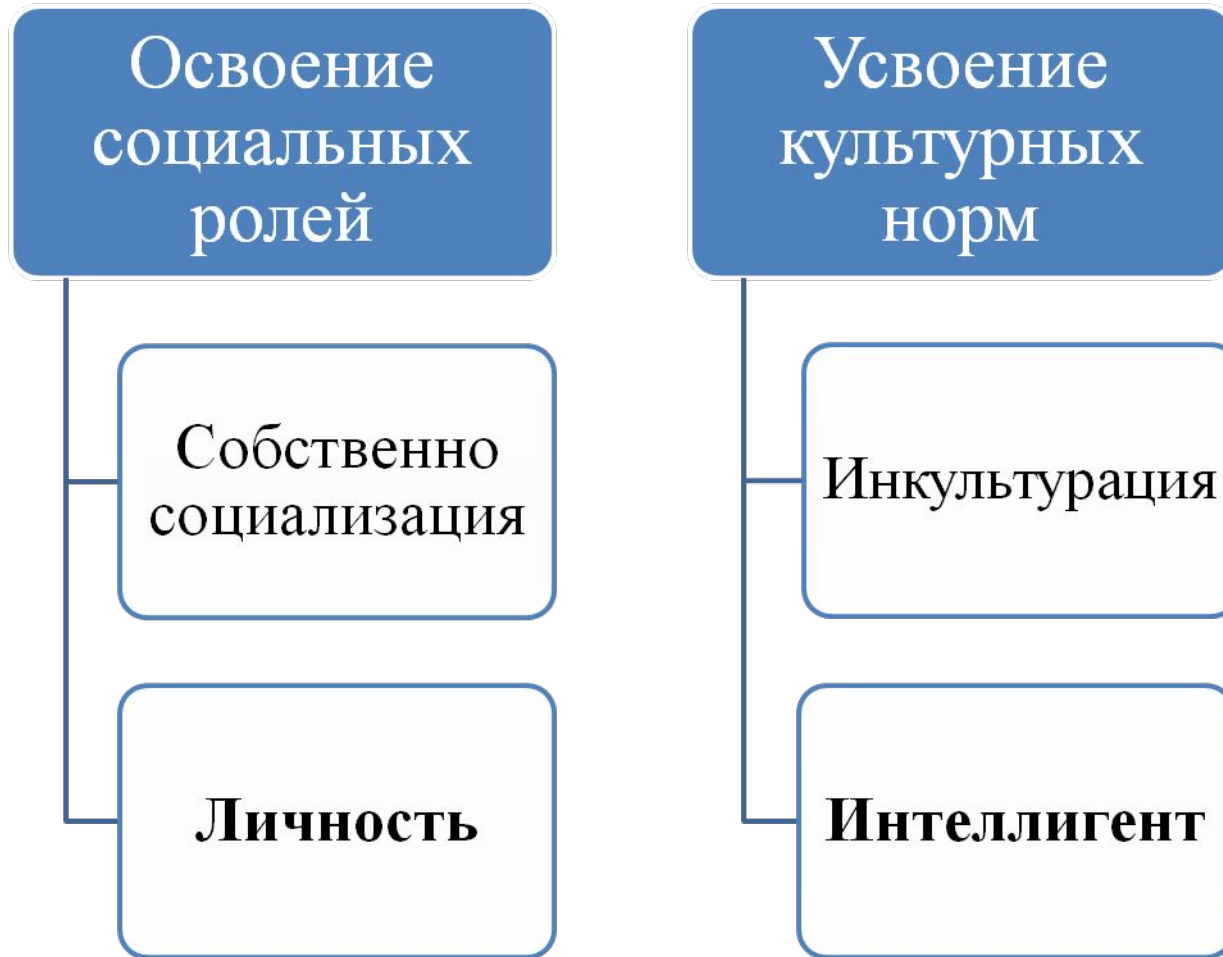 Освоение
социальных
ролей
Собственно
социализация
Личность
Усвоение
культурных
норм
Инкультурация
Интеллигент